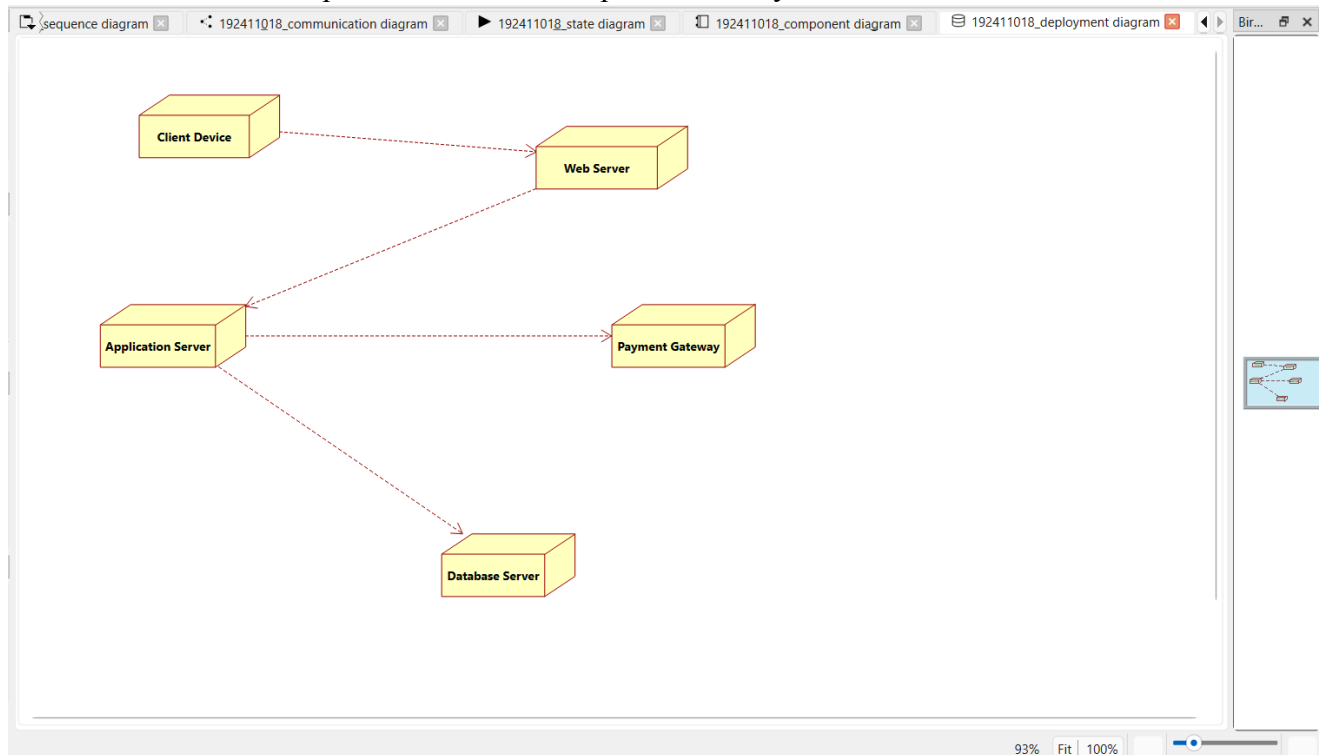 sequence diagram
192411018_communication diagram
192411018_state diagram
192411018_component diagram
192411018_deployment diagram
Bir...
Client Device
Web Server
Application Server
Payment Gateway
Database Server
93% Fit 100%